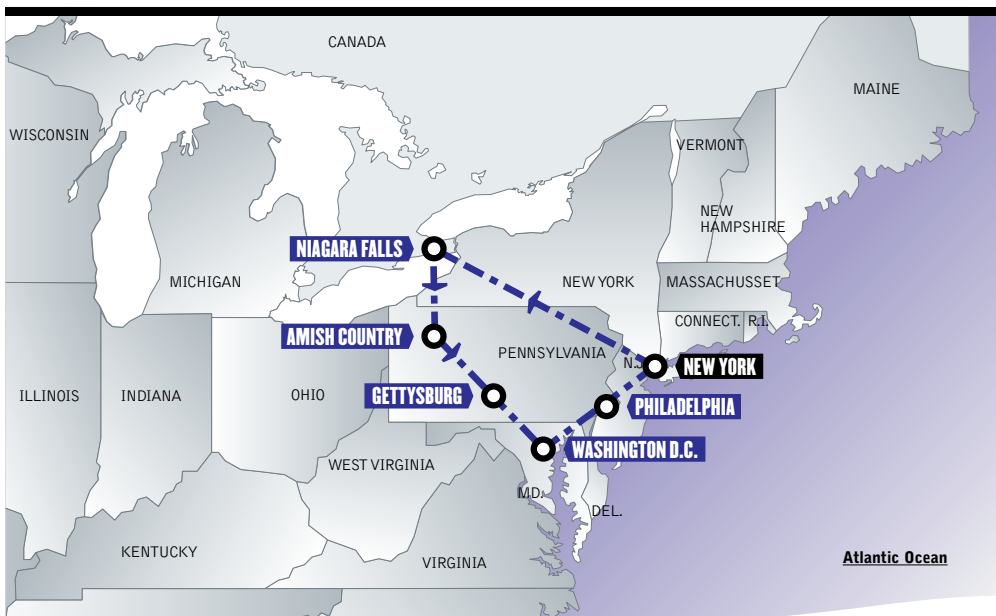 CANADA
MAINE
WISCONSIN
VERMONT
NEW
HAMPSHIRE
NIAGARA FALLS
MICHIGAN
NEW YORK
MASSACHUSSET
CONNECT.
R.I.
AMISH COUNTRY
PENNSYLVANIA
N.J.
NEW YORK
ILLINOIS
INDIANA
OHIO
GETTYSBURG
PHILADELPHIA
WASHINGTON D.C.
WEST VIRGINIA
MD.
DEL.
KENTUCKY
VIRGINIA
Atlantic Ocean